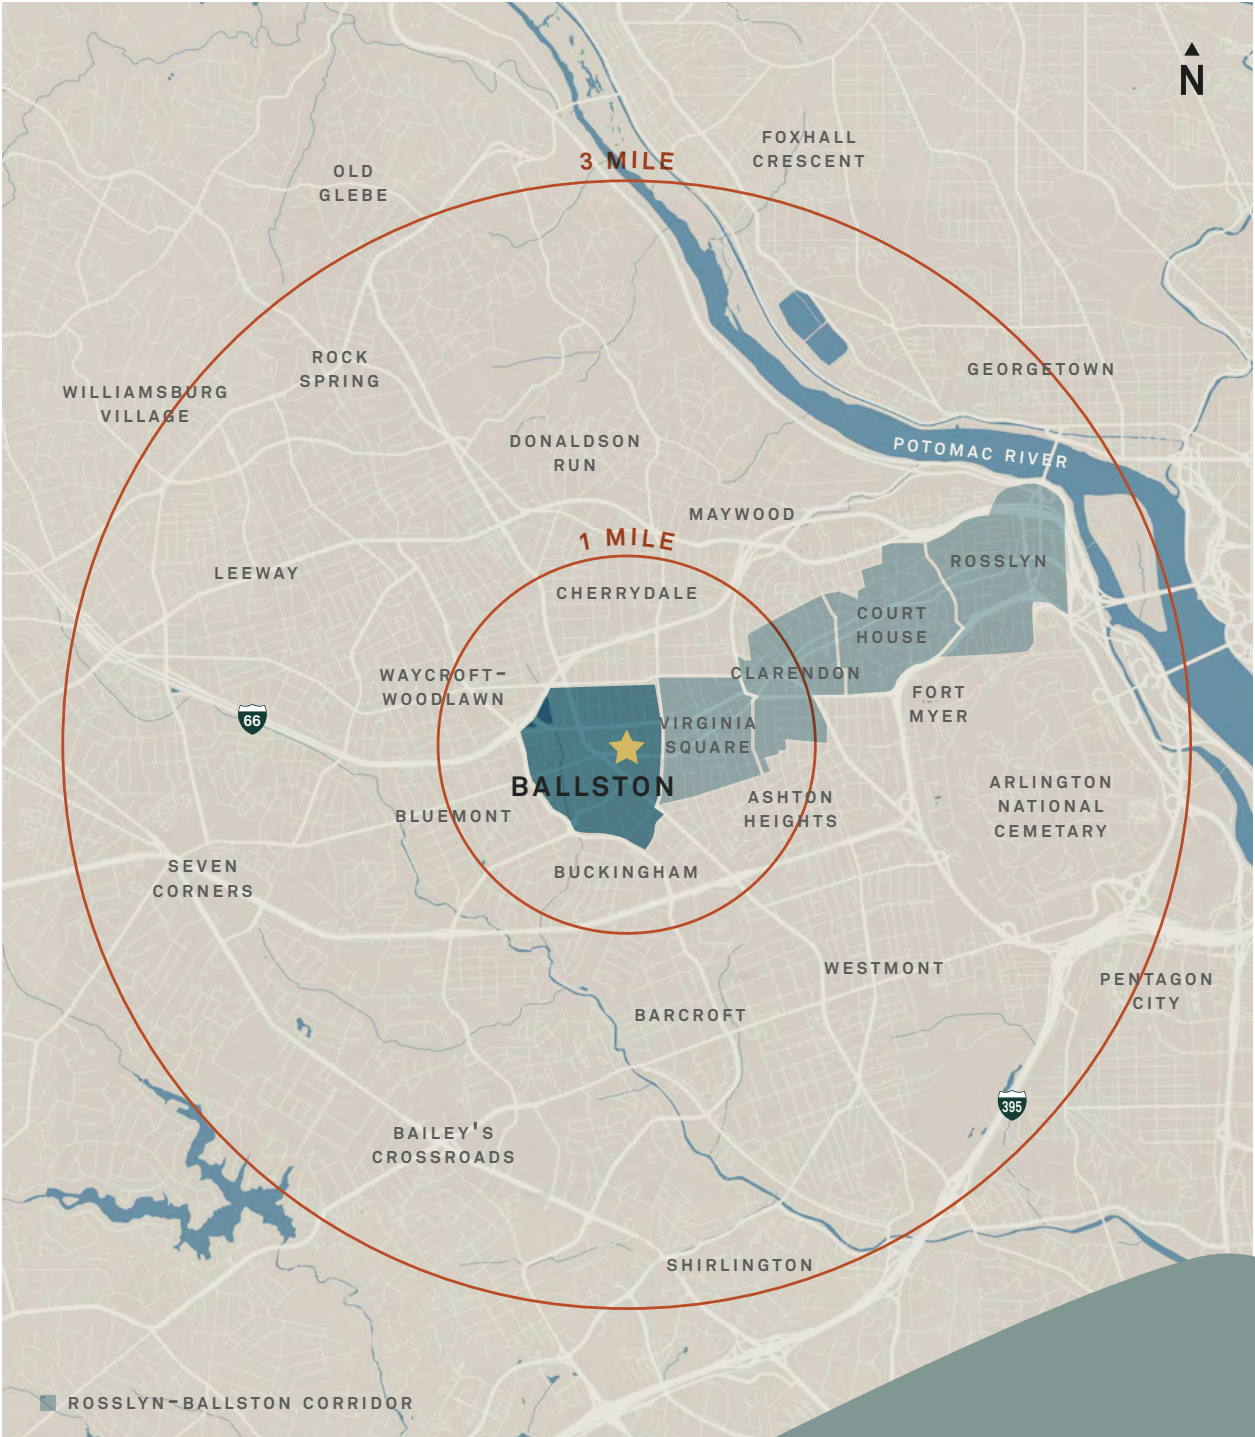 N
FOXHALL
CRESCENT
3 MILE
OLD
GLEBE
ROCK
SPRING
GEORGETOWN
WILLIAMSBURG
VILLAGE
DONALDSON
RUN
POTOMAC RIVER
MAYWOOD
1 MILE
ROSSLYN
LEEWAY
CHERRYDALE
COURT
HOUSE
WAYCROFT-
WOODLAWN
CLARENDON
FORT
MYER
66
VIRGINIA
SQUARE
BALLSTON
ARLINGTON
NATIONAL
CEMETARY
ASHTON
HEIGHTS
BLUEMONT
SEVEN
CORNERS
BUCKINGHAM
WESTMONT
PENTAGON
CITY
BARCROFT
395
BAILEY'S
CROSSROADS
SHIRLINGTON
ROSSLYN-BALLSTON CORRIDOR